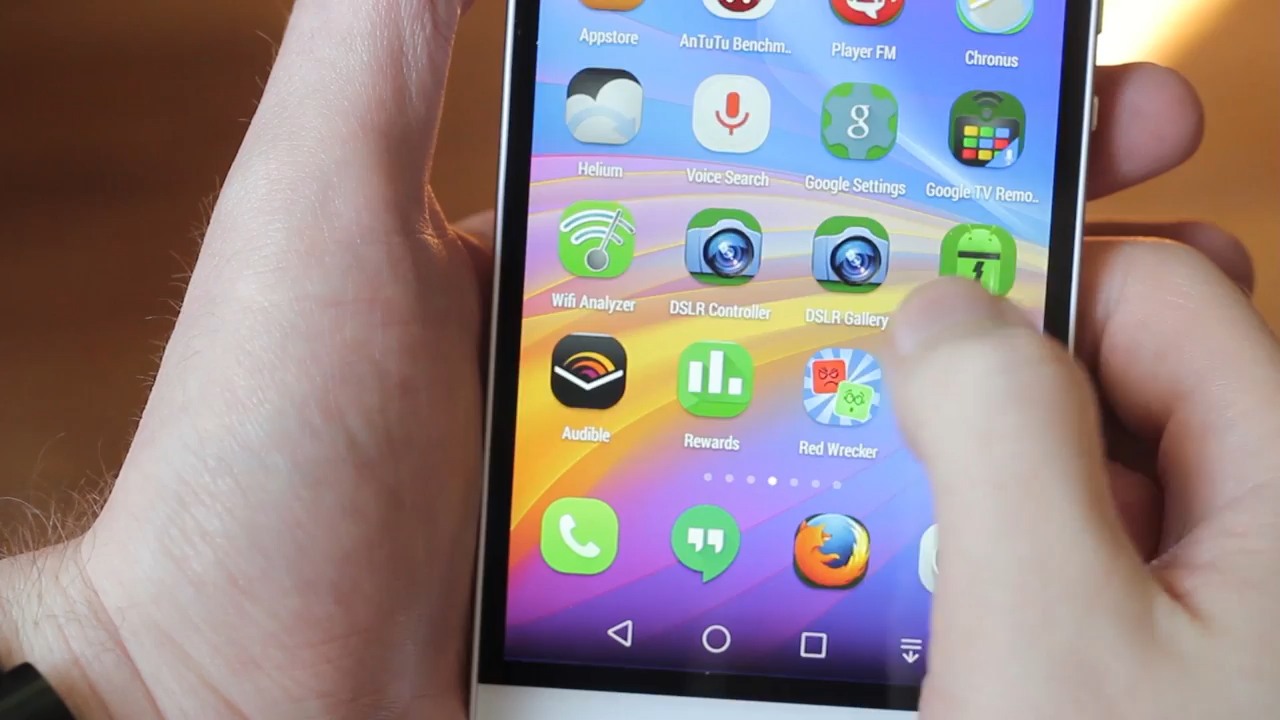 Appstore
AnTuTu Benchm..
Player FM
Chronus
Helium
Voice Search
g
Google Settings
Google TV Remo..
Wifi Analyzer
DSLR Controller
DSLR Gallery
Audible
Rewards
Red Wrecker